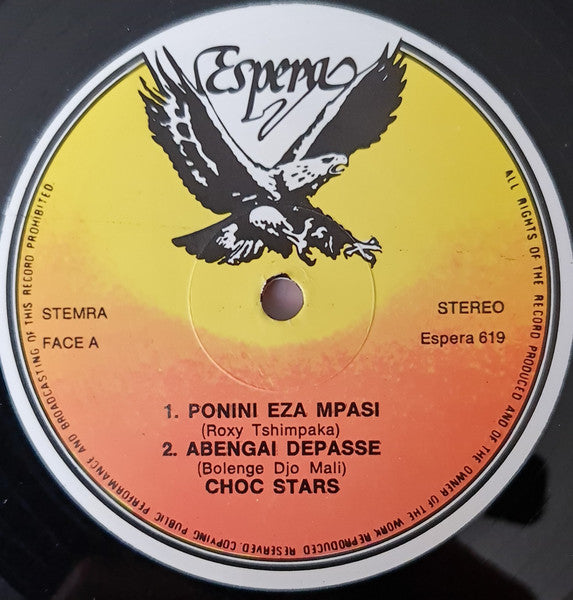 Espera
STEMRA
STEREO
FACE A
Espera 619
1. PONINI EZA MPASI
(Roxy Tshimpaka)
2. ABENGAI DEPASSE
(Bolenge Djo Mali)
CHOC STARS
ALL RIGHTS OF THE RECORD PRODUCED AND OF THE OWNER OF THE WORK REPRODUCED RESERVED. COPYING PUBLIC PERFORMANCE AND BROADCASTING OF THIS RECORD PROHIBITED